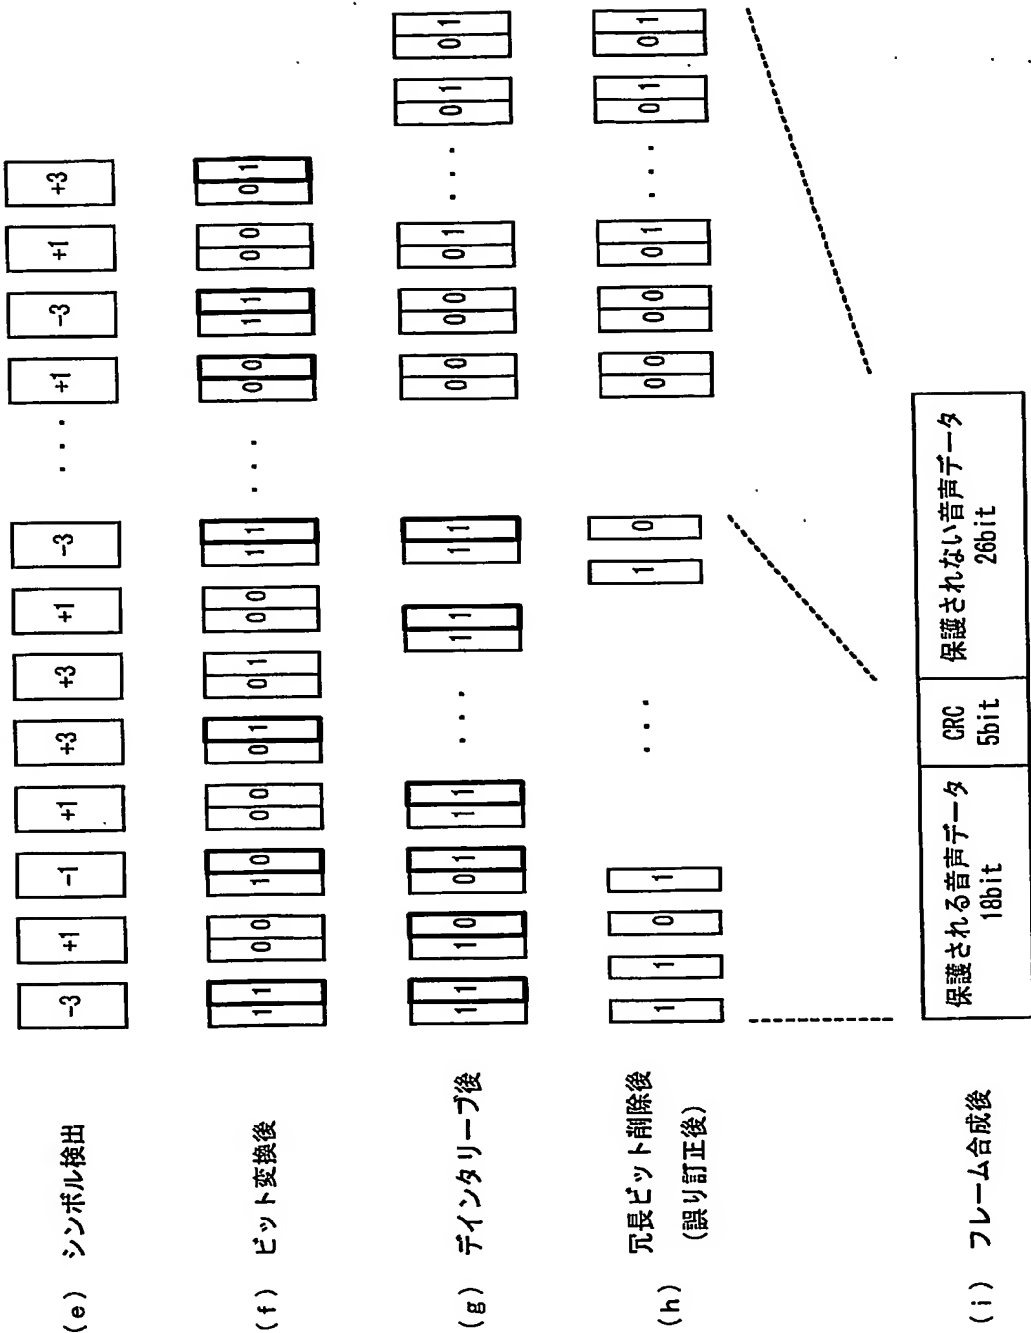 (e) シンボル検出 -3 +1 -1 +1 +3 +3 +1 -3 ・・・ +1 -3 +1 +3
(f) ビット変換後 1 1 0 0 1 0 0 0 0 1 0 1 0 0 1 1 ・・・ 0 0 1 1 0 0 0 1
(g) デインタリーブ後 1 1 1 0 0 1 1 1 ・・・ 1 1 1 1 0 0 0 0 0 1 ・・・ 0 1 0 1
(h) 冗長ビット削除後 1 1 0 1 ・・・ 1 0 0 0 0 0 0 1 ・・・ 0 1 0 1
(誤り訂正後)
(i) フレーム合成後
保護される音声データ
18bit
CRC
5bit
保護されない音声データ
26bit